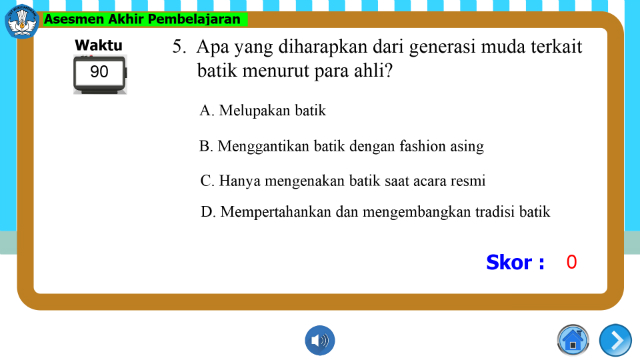 Asesmen Akhir Pembelajaran
Waktu
90
5. Apa yang diharapkan dari generasi muda terkait
batik menurut para ahli?
A. Melupakan batik
B. Menggantikan batik dengan fashion asing
C. Hanya mengenakan batik saat acara resmi
D. Mempertahankan dan mengembangkan tradisi batik
Skor : 0